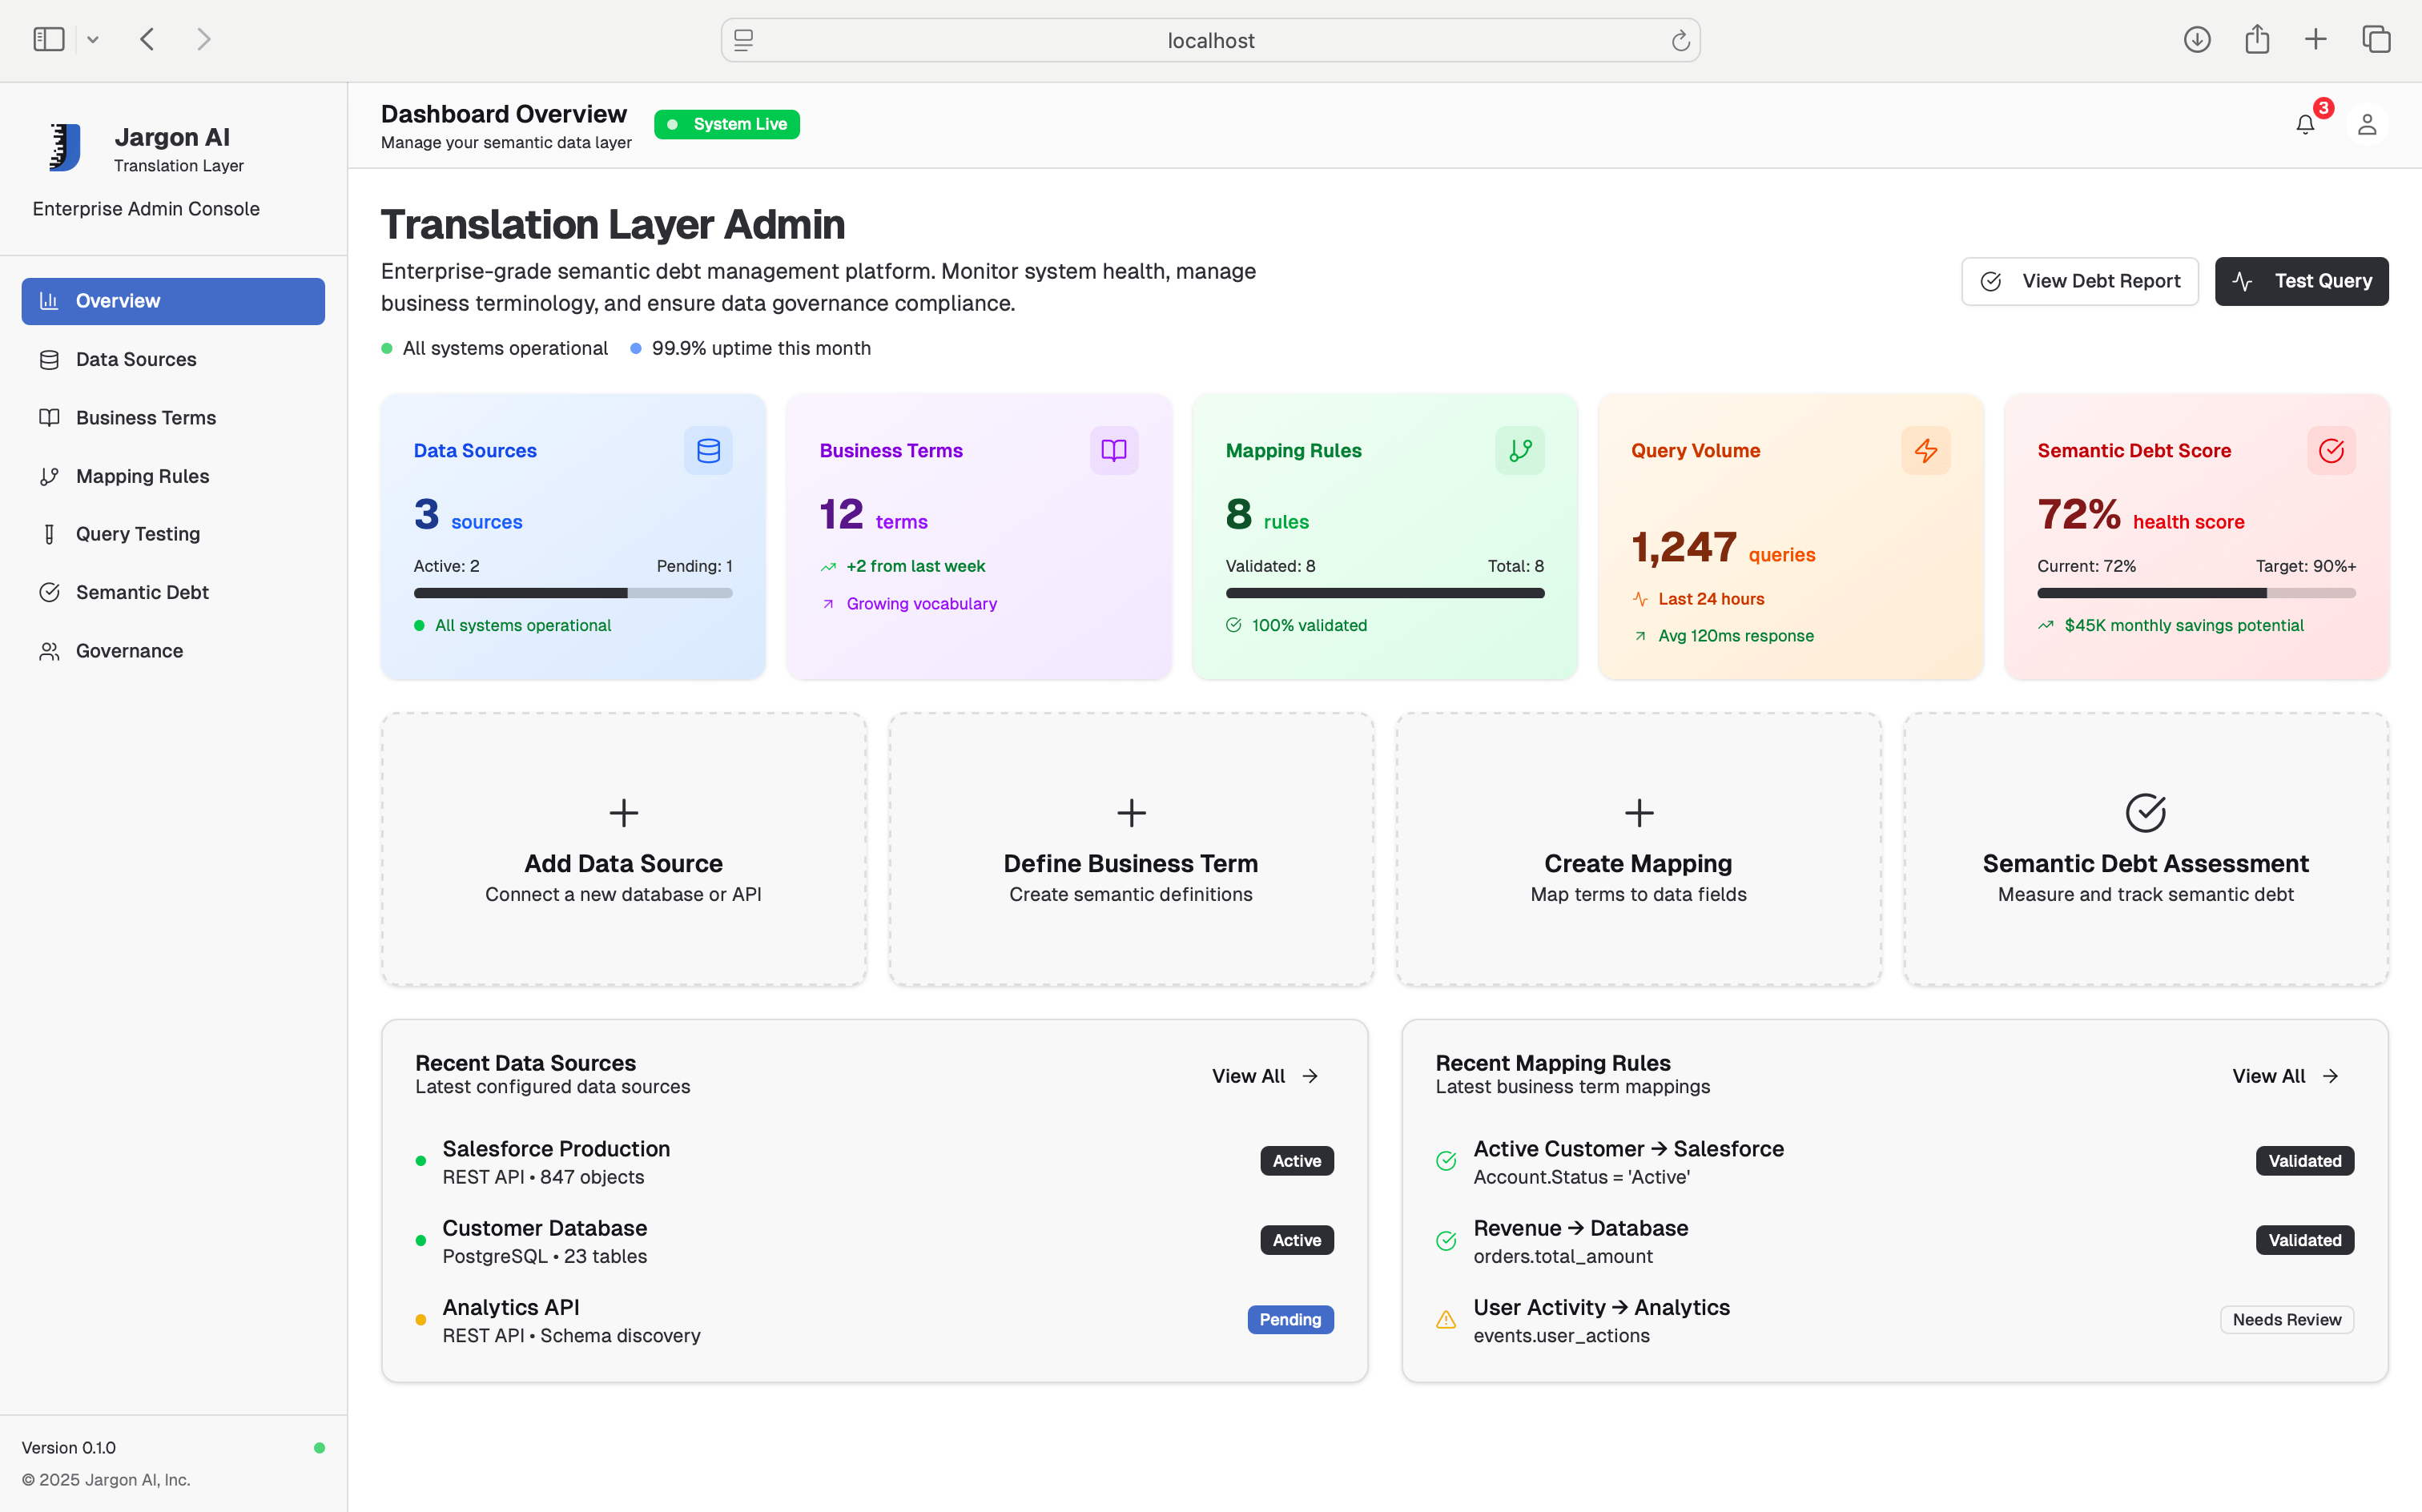 localhost
Jargon AI
Translation Layer
Enterprise Admin Console
Overview
Data Sources
Business Terms
Mapping Rules
Query Testing
Semantic Debt
Governance
Version 0.1.0
© 2025 Jargon AI, Inc.
Dashboard Overview
Manage your semantic data layer
System Live
3
Translation Layer Admin
Enterprise-grade semantic debt management platform. Monitor system health, manage
business terminology, and ensure data governance compliance.
All systems operational
99.9% uptime this month
View Debt Report
Test Query
Data Sources
3 sources
Active: 2
Pending: 1
All systems operational
Business Terms
12 terms
+2 from last week
Growing vocabulary
Mapping Rules
8 rules
Validated: 8
Total: 8
100% validated
Query Volume
1,247 queries
Last 24 hours
Avg 120ms response
Semantic Debt Score
72% health score
Current: 72%
Target: 90%+
$45K monthly savings potential
Add Data Source
Connect a new database or API
Define Business Term
Create semantic definitions
Create Mapping
Map terms to data fields
Semantic Debt Assessment
Measure and track semantic debt
Recent Data Sources
Latest configured data sources
View All →
Salesforce Production
REST API • 847 objects
Active
Customer Database
PostgreSQL • 23 tables
Active
Analytics API
REST API • Schema discovery
Pending
Recent Mapping Rules
Latest business term mappings
View All →
Active Customer → Salesforce
Account.Status = 'Active'
Validated
Revenue → Database
orders.total_amount
Validated
User Activity → Analytics
events.user_actions
Needs Review